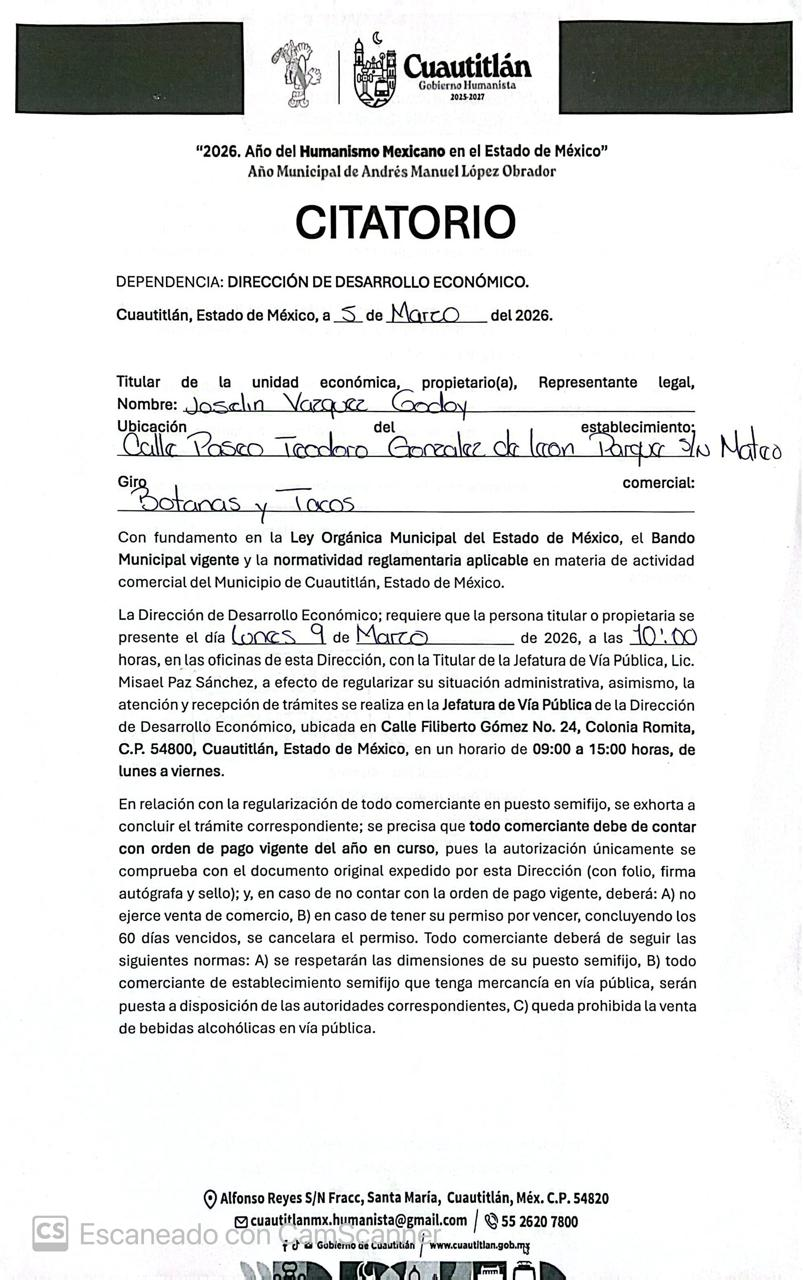 Cuautitlán
Gobierno Humanista
2025-2027
"2026. Año del Humanismo Mexicano en el Estado de México"
Año Municipal de Andrés Manuel López Obrador
CITATORIO
DEPENDENCIA: DIRECCIÓN DE DESARROLLO ECONÓMICO.
Cuautitlán, Estado de México, a 5 de Marzo del 2026.
Titular de la unidad económica, propietario(a), Representante legal,
Nombre: Joselin Vazquez Godoy
Ubicación del establecimiento:
Calle Paseo Teodoro Gonzalez de leon Parque S/N Mateo
Giro comercial:
Botanas y Tacos
Con fundamento en la Ley Orgánica Municipal del Estado de México, el Bando
Municipal vigente y la normatividad reglamentaria aplicable en materia de actividad
comercial del Municipio de Cuautitlán, Estado de México.
La Dirección de Desarrollo Económico; requiere que la persona titular o propietaria se
presente el día lunes 9 de Marzo de 2026, a las 10:00
horas, en las oficinas de esta Dirección, con la Titular de la Jefatura de Vía Pública, Lic.
Misael Paz Sánchez, a efecto de regularizar su situación administrativa, asimismo, la
atención y recepción de trámites se realiza en la Jefatura de Vía Pública de la Dirección
de Desarrollo Económico, ubicada en Calle Filiberto Gómez No. 24, Colonia Romita,
C.P. 54800, Cuautitlán, Estado de México, en un horario de 09:00 a 15:00 horas, de
lunes a viernes.
En relación con la regularización de todo comerciante en puesto semifijo, se exhorta a
concluir el trámite correspondiente; se precisa que todo comerciante debe de contar
con orden de pago vigente del año en curso, pues la autorización únicamente se
comprueba con el documento original expedido por esta Dirección (con folio, firma
autógrafa y sello); y, en caso de no contar con la orden de pago vigente, deberá: A) no
ejerce venta de comercio, B) en caso de tener su permiso por vencer, concluyendo los
60 días vencidos, se cancelara el permiso. Todo comerciante deberá de seguir las
siguientes normas: A) se respetarán las dimensiones de su puesto semifijo, B) todo
comerciante de establecimiento semifijo que tenga mercancía en vía pública, serán
puesta a disposición de las autoridades correspondientes, C) queda prohibida la venta
de bebidas alcohólicas en vía pública.
Alfonso Reyes S/N Fracc, Santa María, Cuautitlán, Méx. C.P. 54820
cuautitlanmx.humanista@gmail.com / 55 2620 7800
CS Escaneado con CamScanner
Gobierno de Cuautitlán / www.cuautitlan.gob.mx